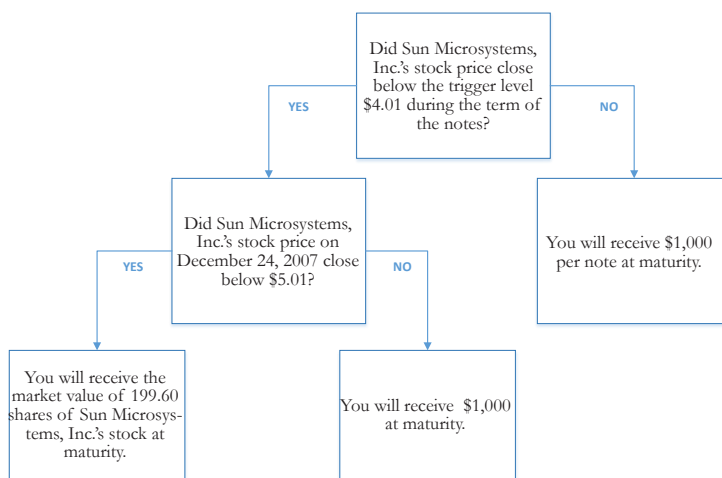 Did Sun Microsystems,
Inc.'s stock price close
below the trigger level
$4.01 during the term of
the notes?
YES
NO
Did Sun Microsystems,
Inc.'s stock price on
December 24, 2007 close
below $5.01?
You will receive $1,000
per note at maturity.
YES
NO
You will receive the
market value of 199.60
shares of Sun Microsys-
tems, Inc.'s stock at
maturity.
You will receive $1,000
at maturity.